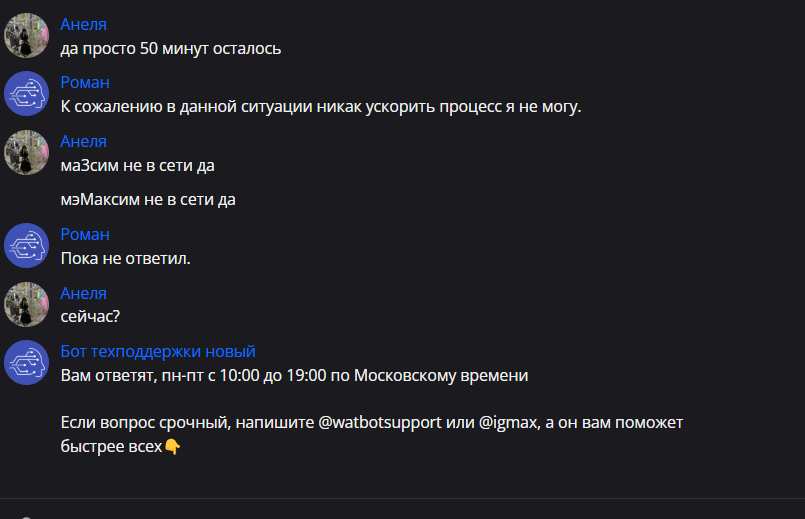 Анеля
да просто 50 минут осталось
Роман
К сожалению в данной ситуации никак ускорить процесс я не могу.
Анеля
ма3сим не в сети да
мэМаксим не в сети да
Роман
Пока не ответил.
Анеля
сейчас?
Бот техподдержки новый
Вам ответят, пн-пт с 10:00 до 19:00 по Московскому времени
Если вопрос срочный, напишите @watbotsupport или @igmax, а он вам поможет
быстрее всех👇